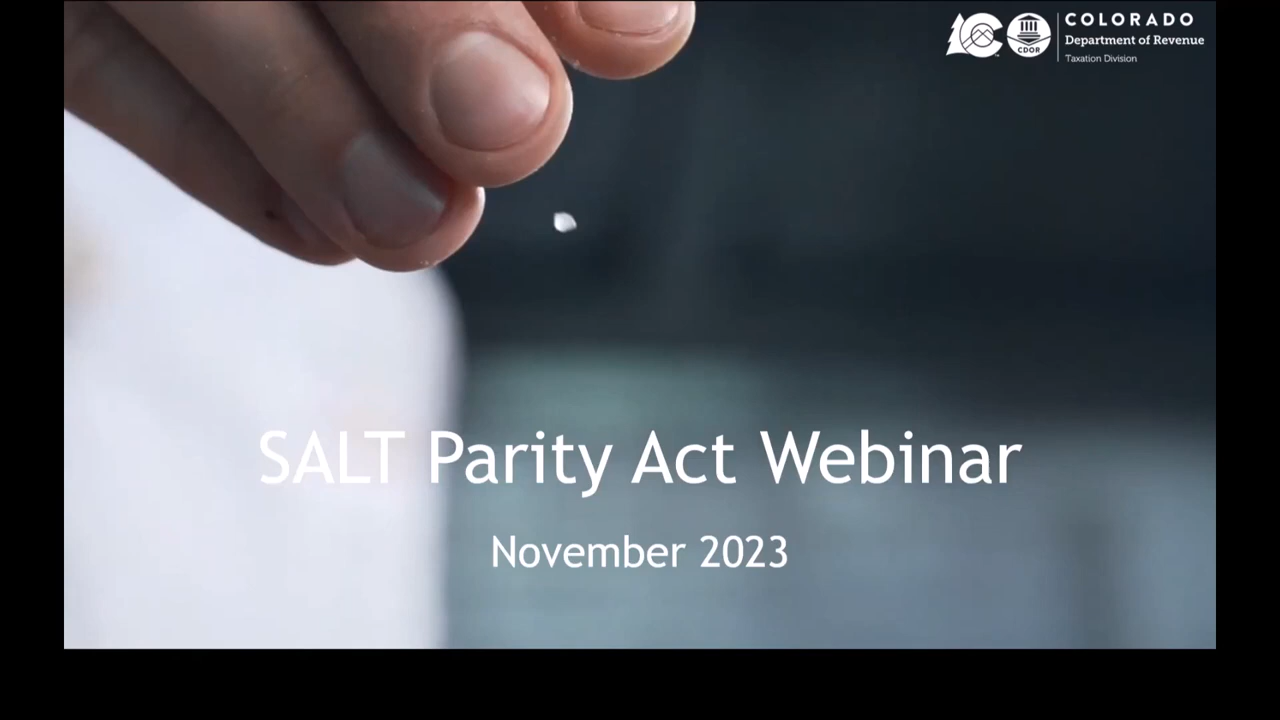 COLORADO
Department of Revenue
Taxation Division
CDOR
SALT Parity Act Webinar
November 2023